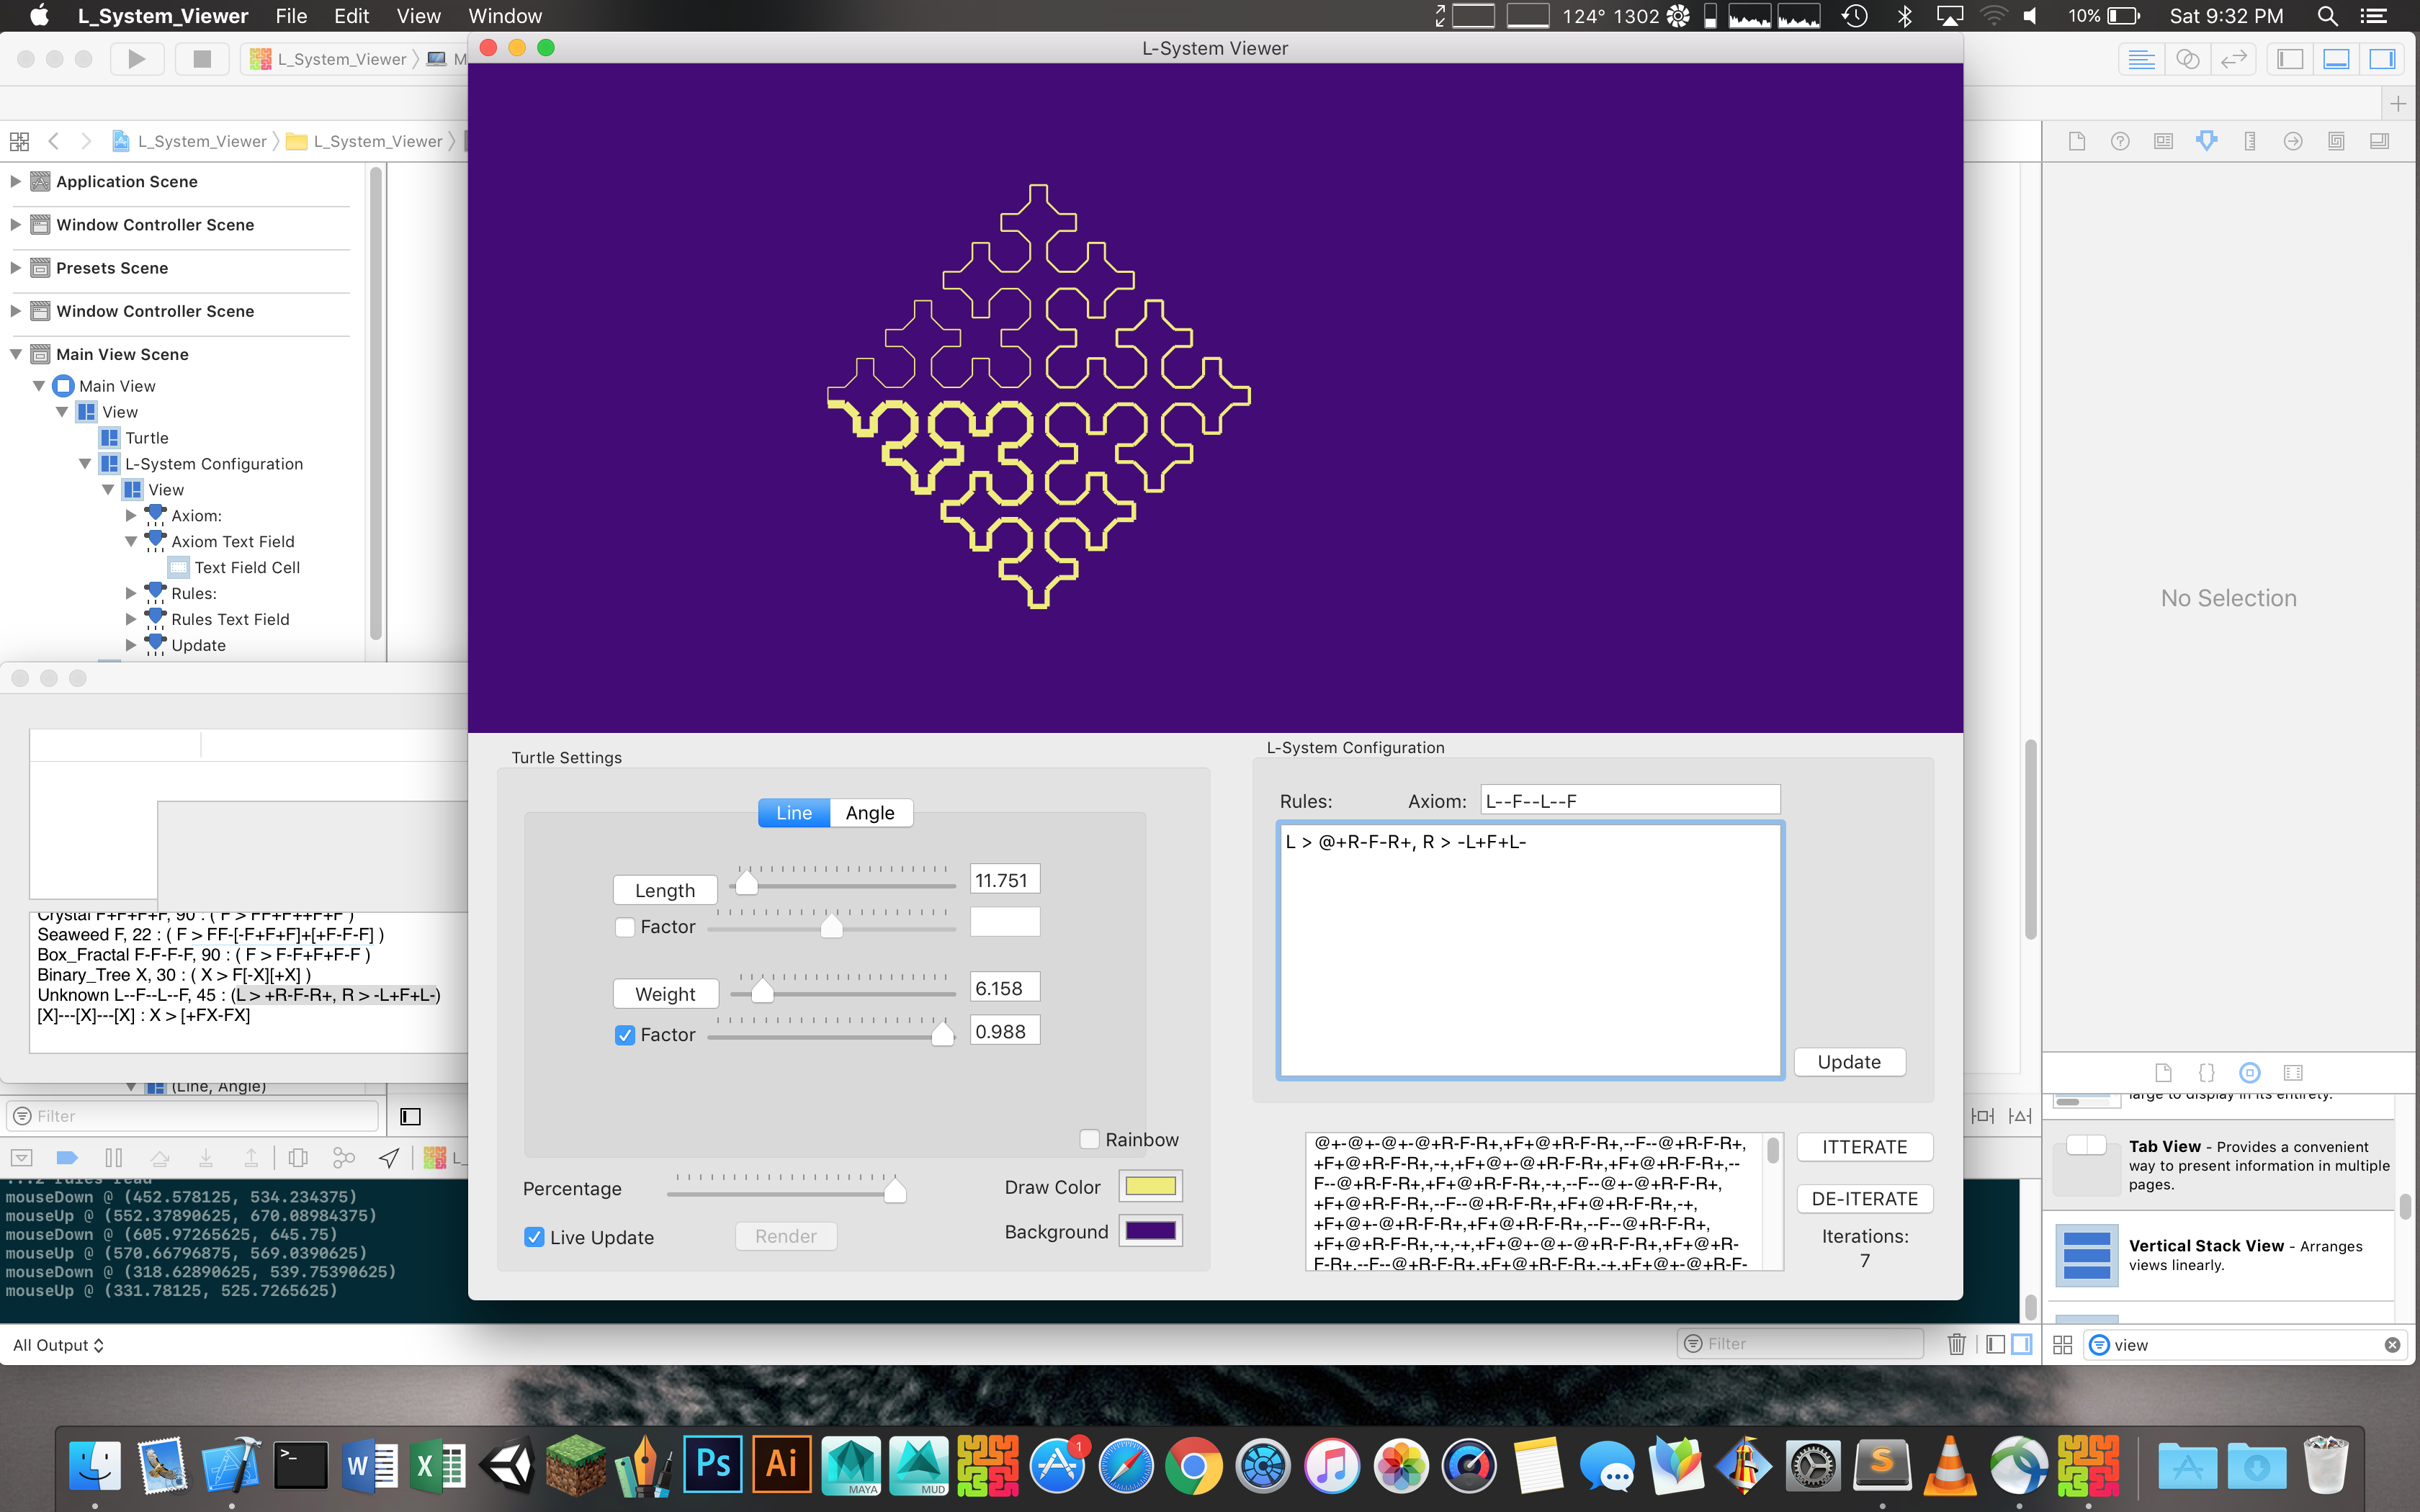 L_System_Viewer File Edit View Window
124° 1302 10% Sat 9:32 PM
L_System_Viewer
L-System Viewer
L_System_Viewer L_System_Viewer
Application Scene
Window Controller Scene
Presets Scene
Window Controller Scene
Main View Scene
Main View
View
Turtle
L-System Configuration
View
Axiom:
Axiom Text Field
Text Field Cell
Rules:
Rules Text Field
Update
No Selection
Crystal F+F+F+F, 90 : ( F > FF+F++F+F )
Seaweed F, 22 : ( F > FF-[-F+F+F]+[+F-F-F] )
Box_Fractal F-F-F-F, 90 : ( F > F-F+F+F-F )
Binary_Tree X, 30 : ( X > F[-X][+X] )
Unknown L--F--L--F, 45 : (L > +R-F-R+, R > -L+F+L-)
[X]---[X]---[X] : X > [+FX-FX]
(Line, Angle)
Filter
...2 rules read
mouseDown @ (452.578125, 534.234375)
mouseUp @ (552.37890625, 670.08984375)
mouseDown @ (605.97265625, 645.75)
mouseUp @ (570.66796875, 569.0390625)
mouseDown @ (318.62890625, 539.75390625)
mouseUp @ (331.78125, 525.7265625)
All Output
Turtle Settings
Line Angle
Length 11.751
Factor
Weight 6.158
Factor 0.988
Rainbow
Percentage
Draw Color
Live Update Render
Background
L-System Configuration
Rules: Axiom: L--F--L--F
L > @+R-F-R+, R > -L+F+L-
Update
@+-@+-@+-@+R-F-R+,+F+@+R-F-R+,--F--@+R-F-R+,
+F+@+R-F-R+,-+,+F+@+-@+R-F-R+,+F+@+R-F-R+,--
F--@+R-F-R+,+F+@+R-F-R+,-+,--F--@+-@+R-F-R+,
+F+@+R-F-R+,--F--@+R-F-R+,+F+@+R-F-R+,-+,
+F+@+-@+R-F-R+,+F+@+R-F-R+,--F--@+R-F-R+,
+F+@+R-F-R+,-+,-+,+F+@+-@+-@+R-F-R+,+F+@+R-
F-R+,--F--@+R-F-R+,+F+@+R-F-R+,-+,+F+@+-@+R-F-
ITTERATE
DE-ITERATE
Iterations:
7
large to display in its entirety.
Tab View - Provides a convenient
way to present information in multiple
pages.
Vertical Stack View - Arranges
views linearly.
Filter
view
W X Ps Ai MAYA MUD 1 S